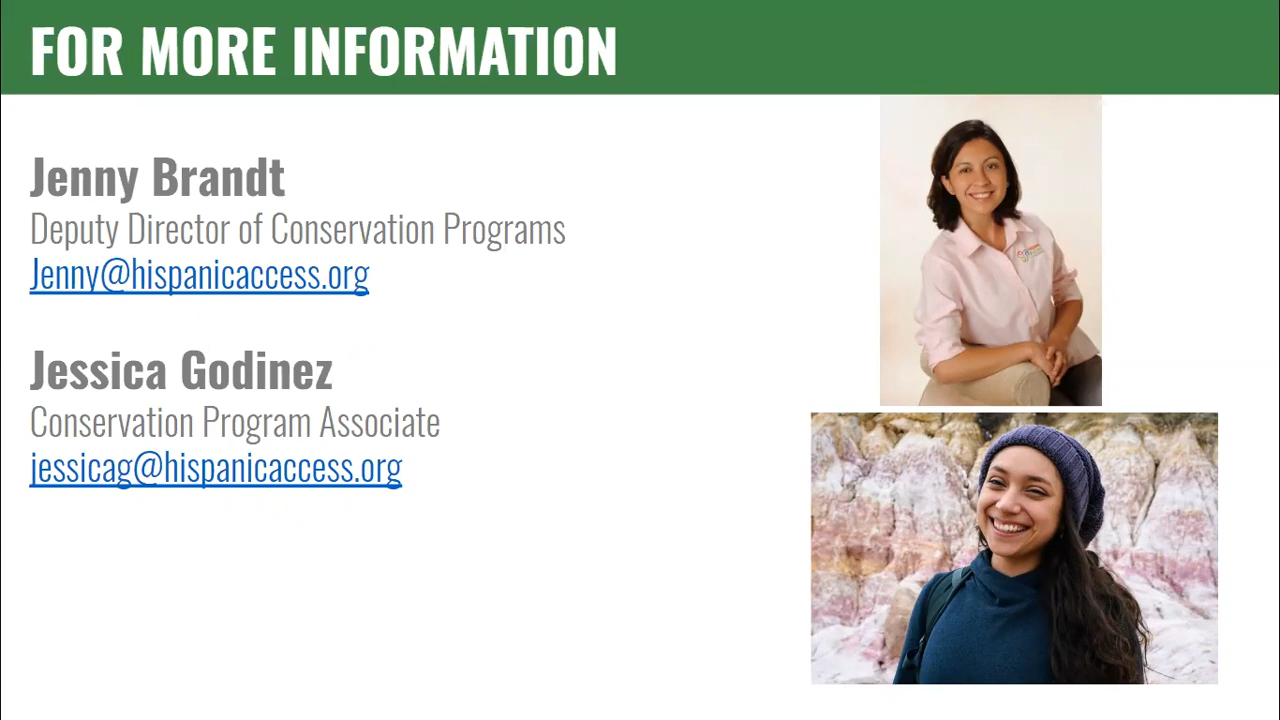 FOR MORE INFORMATION
Jenny Brandt
Deputy Director of Conservation Programs
Jenny@hispanicaccess.org
Jessica Godinez
Conservation Program Associate
jessicag@hispanicaccess.org